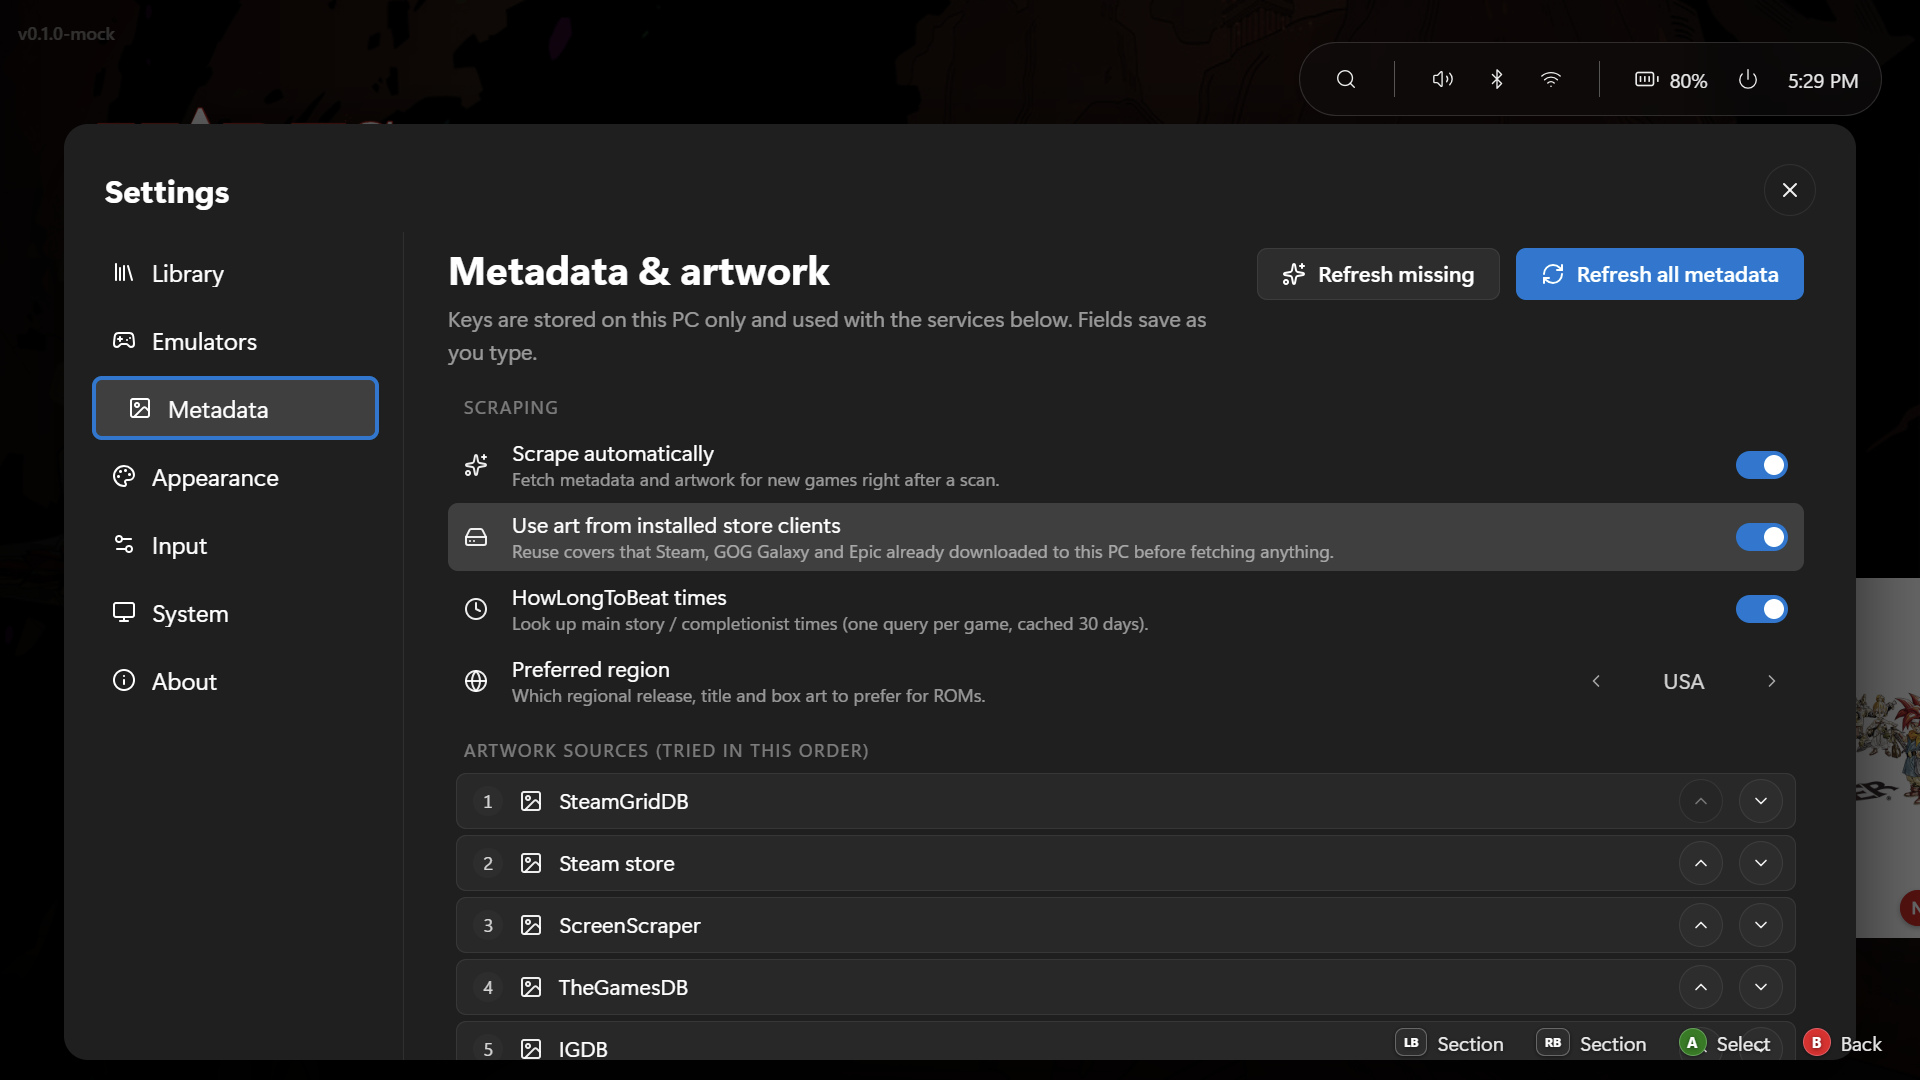 v0.1.0-mock
80%
5:29 PM
Settings
Library
Emulators
Metadata
Appearance
Input
System
About
Metadata & artwork
Refresh missing
Refresh all metadata
Keys are stored on this PC only and used with the services below. Fields save as
you type.
SCRAPING
Scrape automatically
Fetch metadata and artwork for new games right after a scan.
Use art from installed store clients
Reuse covers that Steam, GOG Galaxy and Epic already downloaded to this PC before fetching anything.
HowLongToBeat times
Look up main story / completionist times (one query per game, cached 30 days).
Preferred region
Which regional release, title and box art to prefer for ROMs.
USA
ARTWORK SOURCES (TRIED IN THIS ORDER)
1 SteamGridDB
2 Steam store
3 ScreenScraper
4 TheGamesDB
5 IGDB
LB Section RB Section A Select B Back